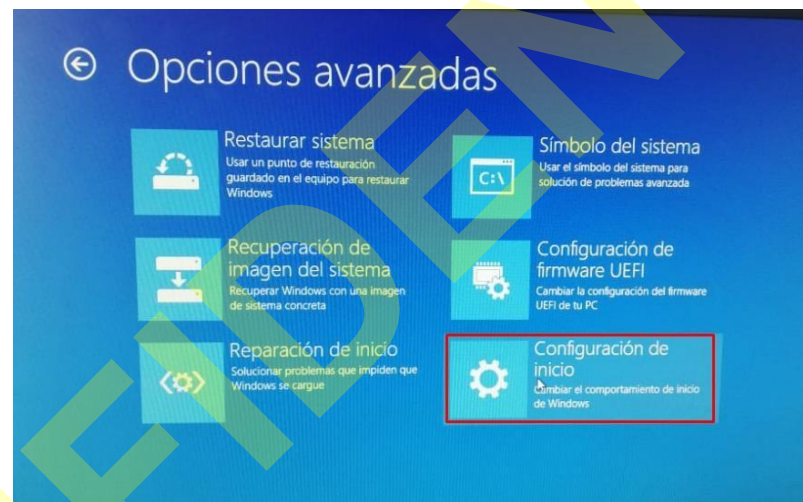 Opciones avanzadas
Restaurar sistema
Usar un punto de restauración
guardado en el equipo para restaurar
Windows
Recuperación de
imagen del sistema
Recuperar Windows con una imagen
de sistema concreta
Reparación de inicio
Solucionar problemas que impiden que
Windows se cargue
Símbolo del sistema
Usar el símbolo del sistema para
solución de problemas avanzada
C:\
Configuración de
firmware UEFI
Cambiar la configuración del firmware
UEFI de tu PC
Configuración de
inicio
Cambiar el comportamiento de inicio
de Windows